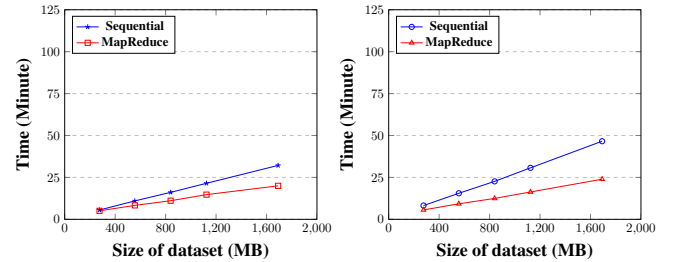 125
100
75
50
25
0
Time (Minute)
Sequential
MapReduce
0 400 800 1,200 1,600 2,000
Size of dataset (MB)
125
100
75
50
25
0
Time (Minute)
Sequential
MapReduce
0 400 800 1,200 1,600 2,000
Size of dataset (MB)